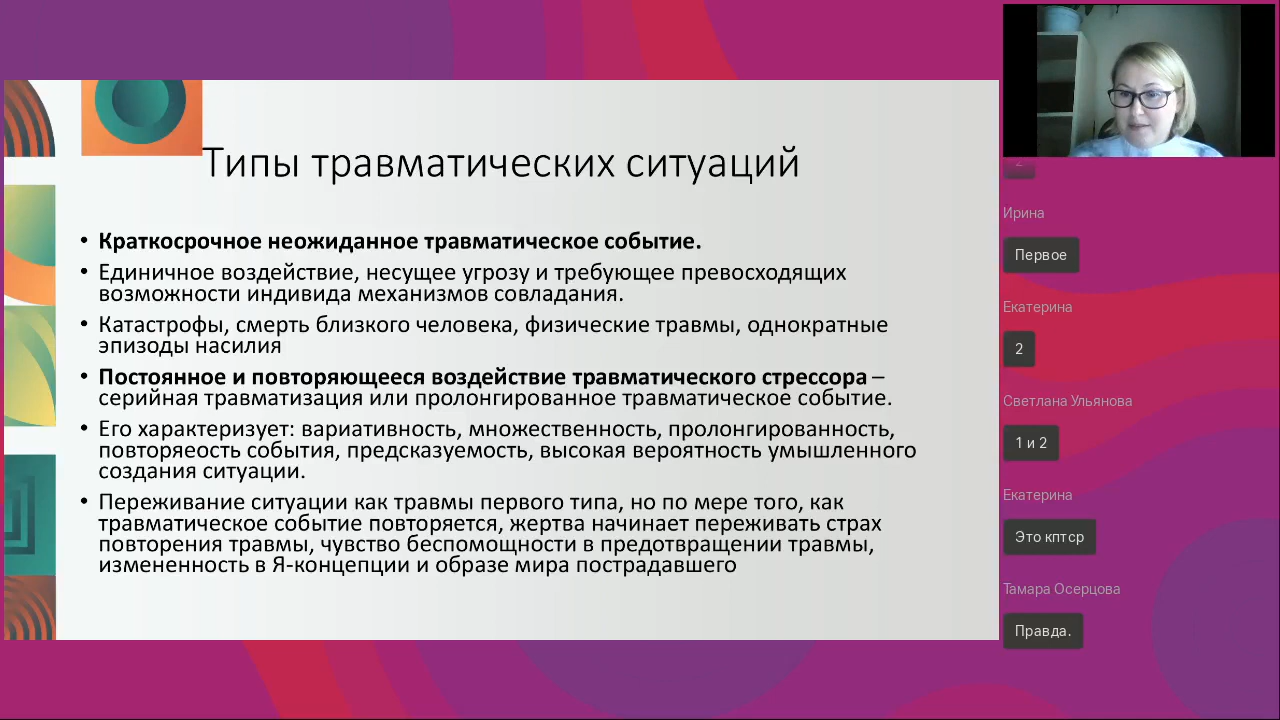 Типы травматических ситуаций
• Краткосрочное неожиданное травматическое событие.
• Единичное воздействие, несущее угрозу и требующее превосходящих
возможности индивида механизмов совладания.
• Катастрофы, смерть близкого человека, физические травмы, однократные
эпизоды насилия
• Постоянное и повторяющееся воздействие травматического стрессора –
серийная травматизация или пролонгированное травматическое событие.
• Его характеризует: вариативность, множественность, пролонгированность,
повторяеость события, предсказуемость, высокая вероятность умышленного
создания ситуации.
• Переживание ситуации как травмы первого типа, но по мере того, как
травматическое событие повторяется, жертва начинает переживать страх
повторения травмы, чувство беспомощности в предотвращении травмы,
измененность в Я-концепции и образе мира пострадавшего
2
Ирина
Первое
Екатерина
2
Светлана Ульянова
1 и 2
Екатерина
Это кптср
Тамара Осерцова
Правда.